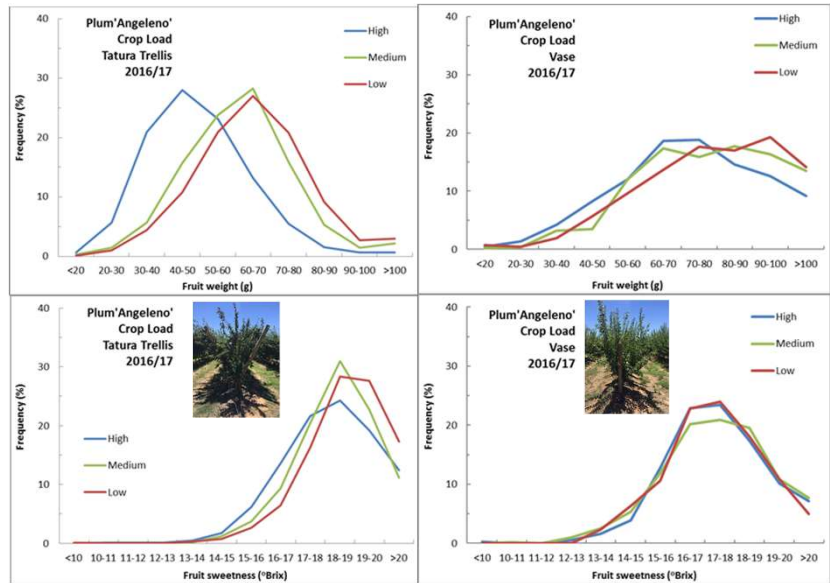 Plum'Angeleno'
Crop Load
Tatura Trellis
2016/17
High
Medium
Low
Frequency (%)
50
40
30
20
10
0
<20 20-30 30-40 40-50 50-60 60-70 70-80 80-90 90-100 >100
Fruit weight (g)
Plum'Angeleno'
Crop Load
Vase
2016/17
High
Medium
Low
Frequency (%)
40
30
20
10
0
<20 20-30 30-40 40-50 50-60 60-70 70-80 80-90 90-100 >100
Fruit weight (g)
Plum'Angeleno'
Crop Load
Tatura Trellis
2016/17
High
Medium
Low
Frequency (%)
40
30
20
10
0
<10 10-11 11-12 12-13 13-14 14-15 15-16 16-17 17-18 18-19 19-20 >20
Fruit sweetness (ºBrix)
Plum'Angeleno'
Crop Load
Vase
2016/17
High
Medium
Low
Frequency (%)
40
30
20
10
0
<10 10-11 11-12 12-13 13-14 14-15 15-16 16-17 17-18 18-19 19-20 >20
Fruit sweetness (ºBrix)